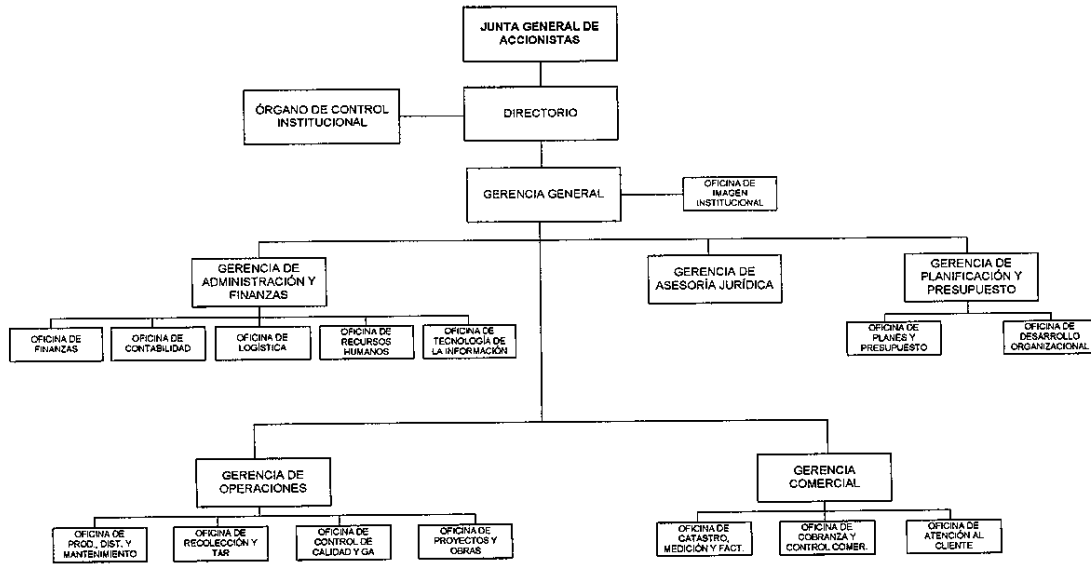 JUNTA GENERAL DE
ACCIONISTAS
ÓRGANO DE CONTROL
INSTITUCIONAL
DIRECTORIO
GERENCIA GENERAL
OFICINA DE
IMAGEN
INSTITUCIONAL
GERENCIA DE
ADMINISTRACIÓN Y
FINANZAS
GERENCIA DE
ASESORÍA JURÍDICA
GERENCIA DE
PLANIFICACIÓN Y
PRESUPUESTO
OFICINA DE
FINANZAS
OFICINA DE
CONTABILIDAD
OFICINA DE
LOGÍSTICA
OFICINA DE
RECURSOS
HUMANOS
OFICINA DE
TECNOLOGÍA DE
LA INFORMACIÓN
OFICINA DE
PLANES Y
PRESUPUESTO
OFICINA DE
DESARROLLO
ORGANIZACIONAL
GERENCIA DE
OPERACIONES
GERENCIA
COMERCIAL
OFICINA DE
PROD., DIST. Y
MANTENIMIENTO
OFICINA DE
RECOLECCIÓN Y
TAR
OFICINA DE
CONTROL DE
CALIDAD Y GA
OFICINA DE
PROYECTOS Y
OBRAS
OFICINA DE
CATASTRO,
MEDICIÓN Y FACT.
OFICINA DE
COBRANZA Y
CONTROL COMER.
OFICINA DE
ATENCIÓN AL
CLIENTE